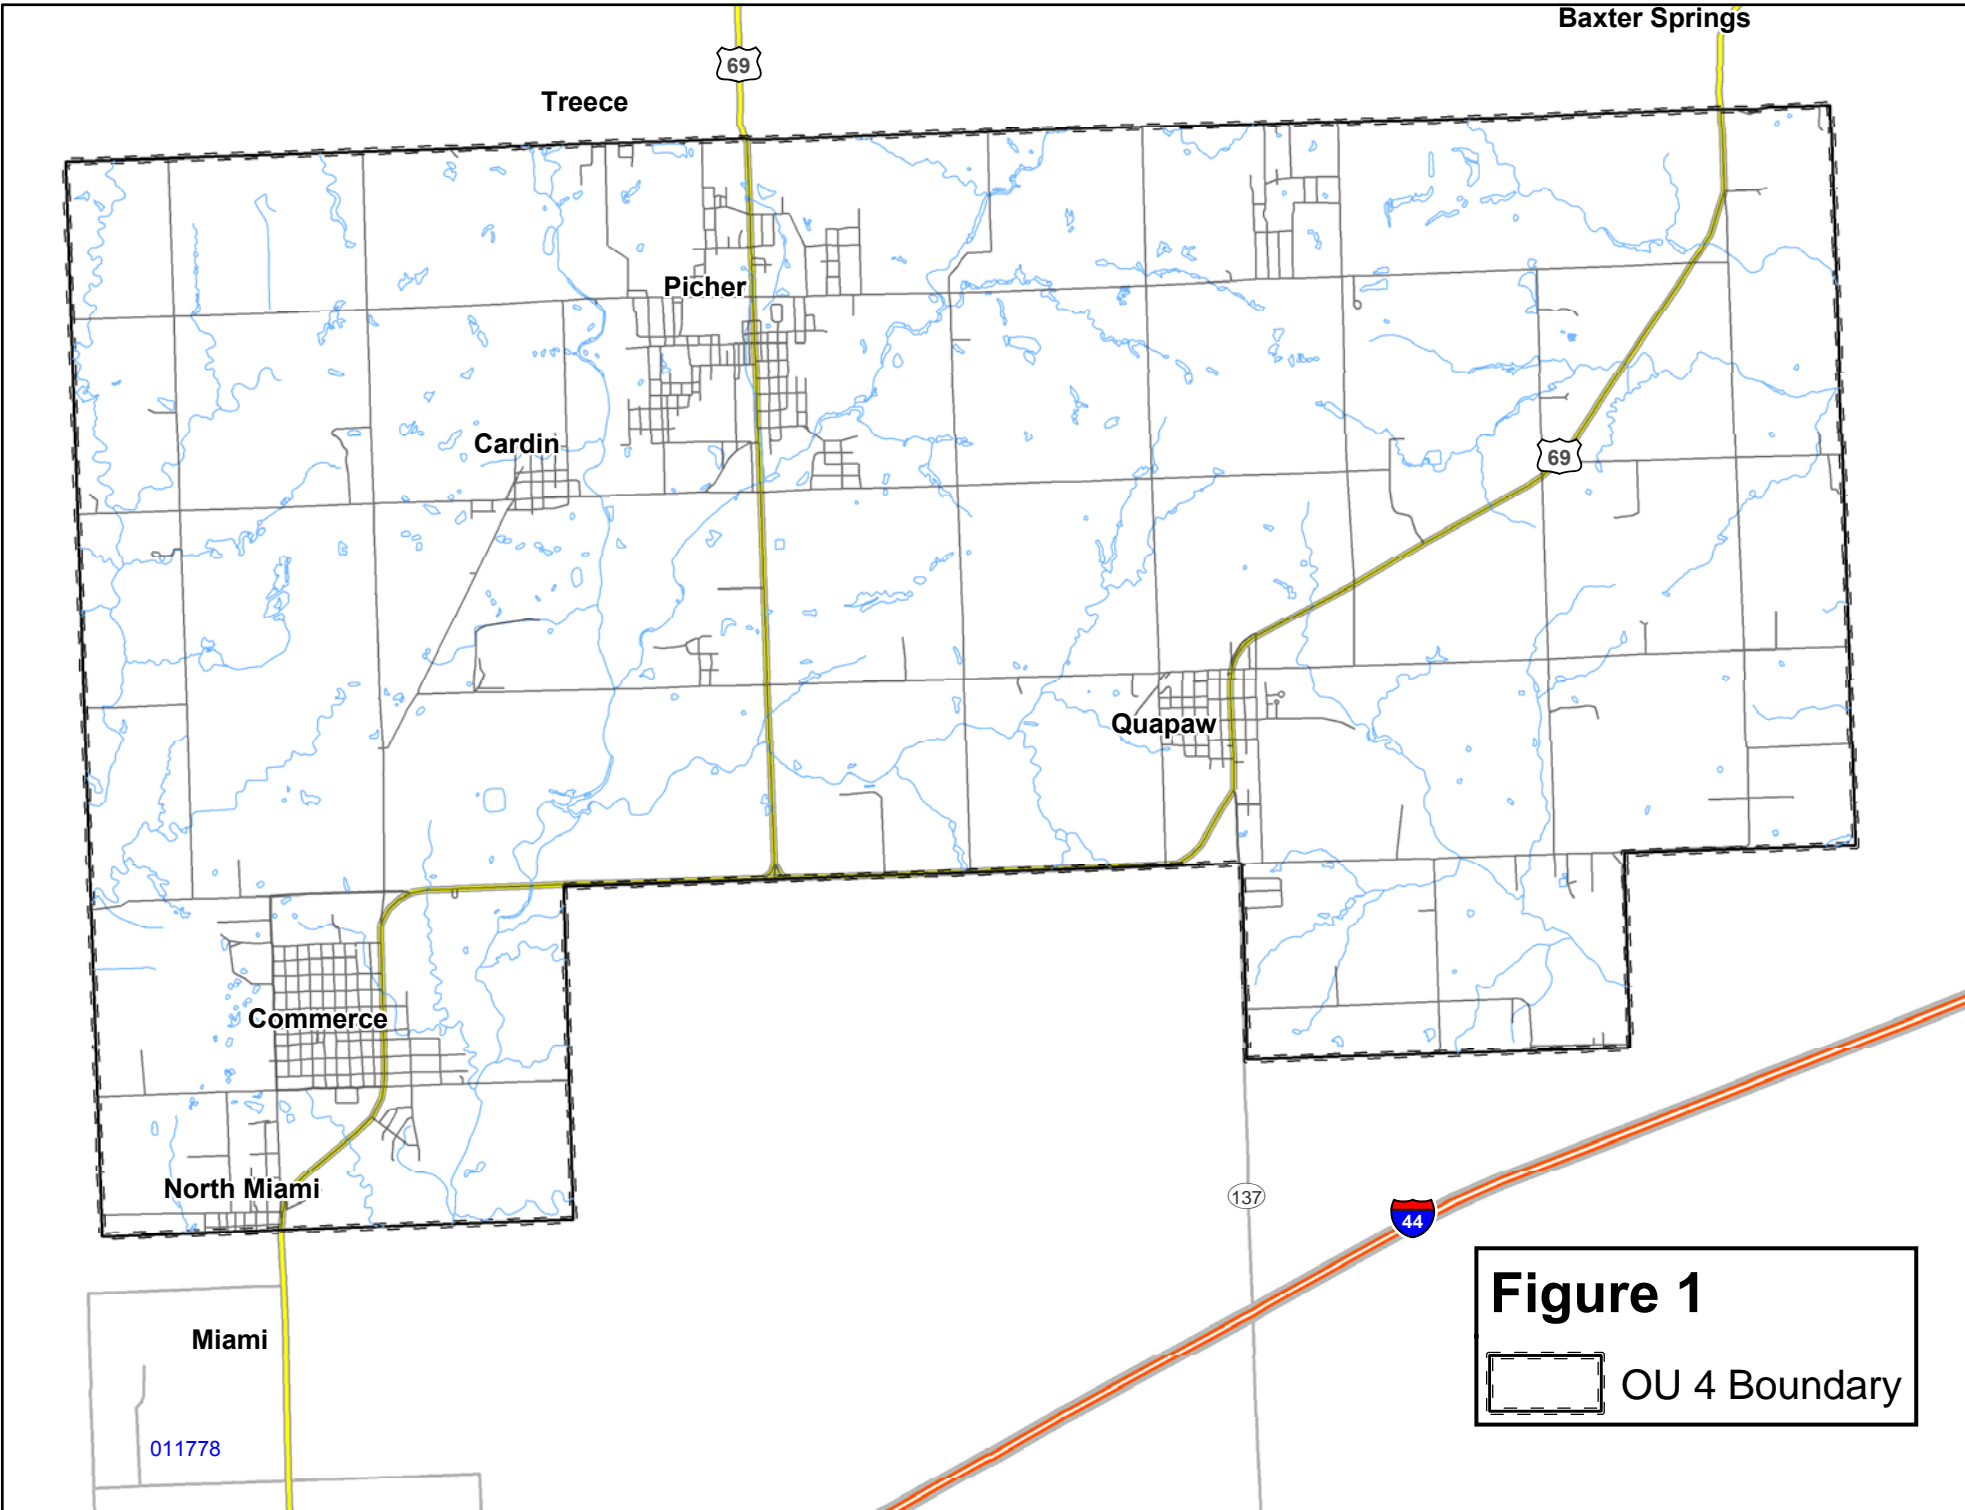 Baxter Springs
69
Treece
Picher
Cardin
69
Quapaw
Commerce
North Miami
137
44
Figure 1
OU 4 Boundary
Miami
011778